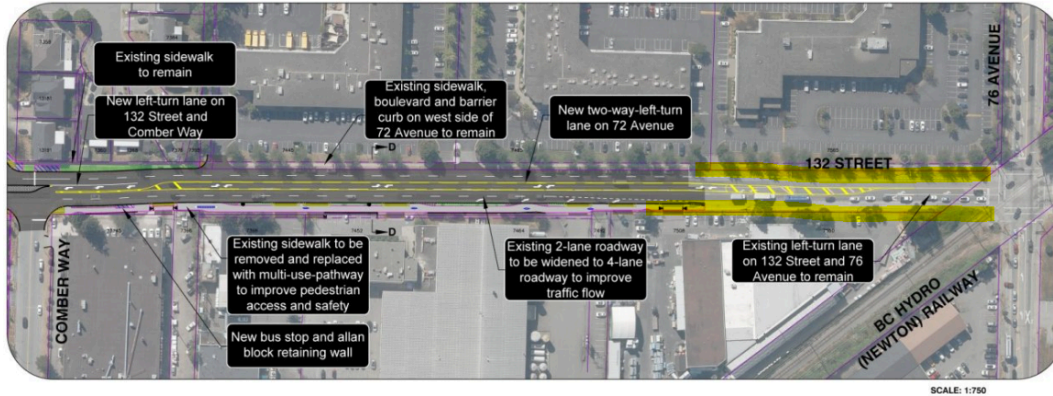 Existing sidewalk
to remain
New left-turn lane on
132 Street and
Comber Way
Existing sidewalk,
boulevard and barrier
curb on west side of
72 Avenue to remain
New two-way-left-turn
lane on 72 Avenue
76 AVENUE
132 STREET
D
D
COMBER WAY
Existing sidewalk to be
removed and replaced
with multi-use-pathway
to improve pedestrian
access and safety
New bus stop and allan
block retaining wall
Existing 2-lane roadway
to be widened to 4-lane
roadway to improve
traffic flow
Existing left-turn lane
on 132 Street and 76
Avenue to remain
BC HYDRO
(NEWTON) RAILWAY
SCALE: 1:750